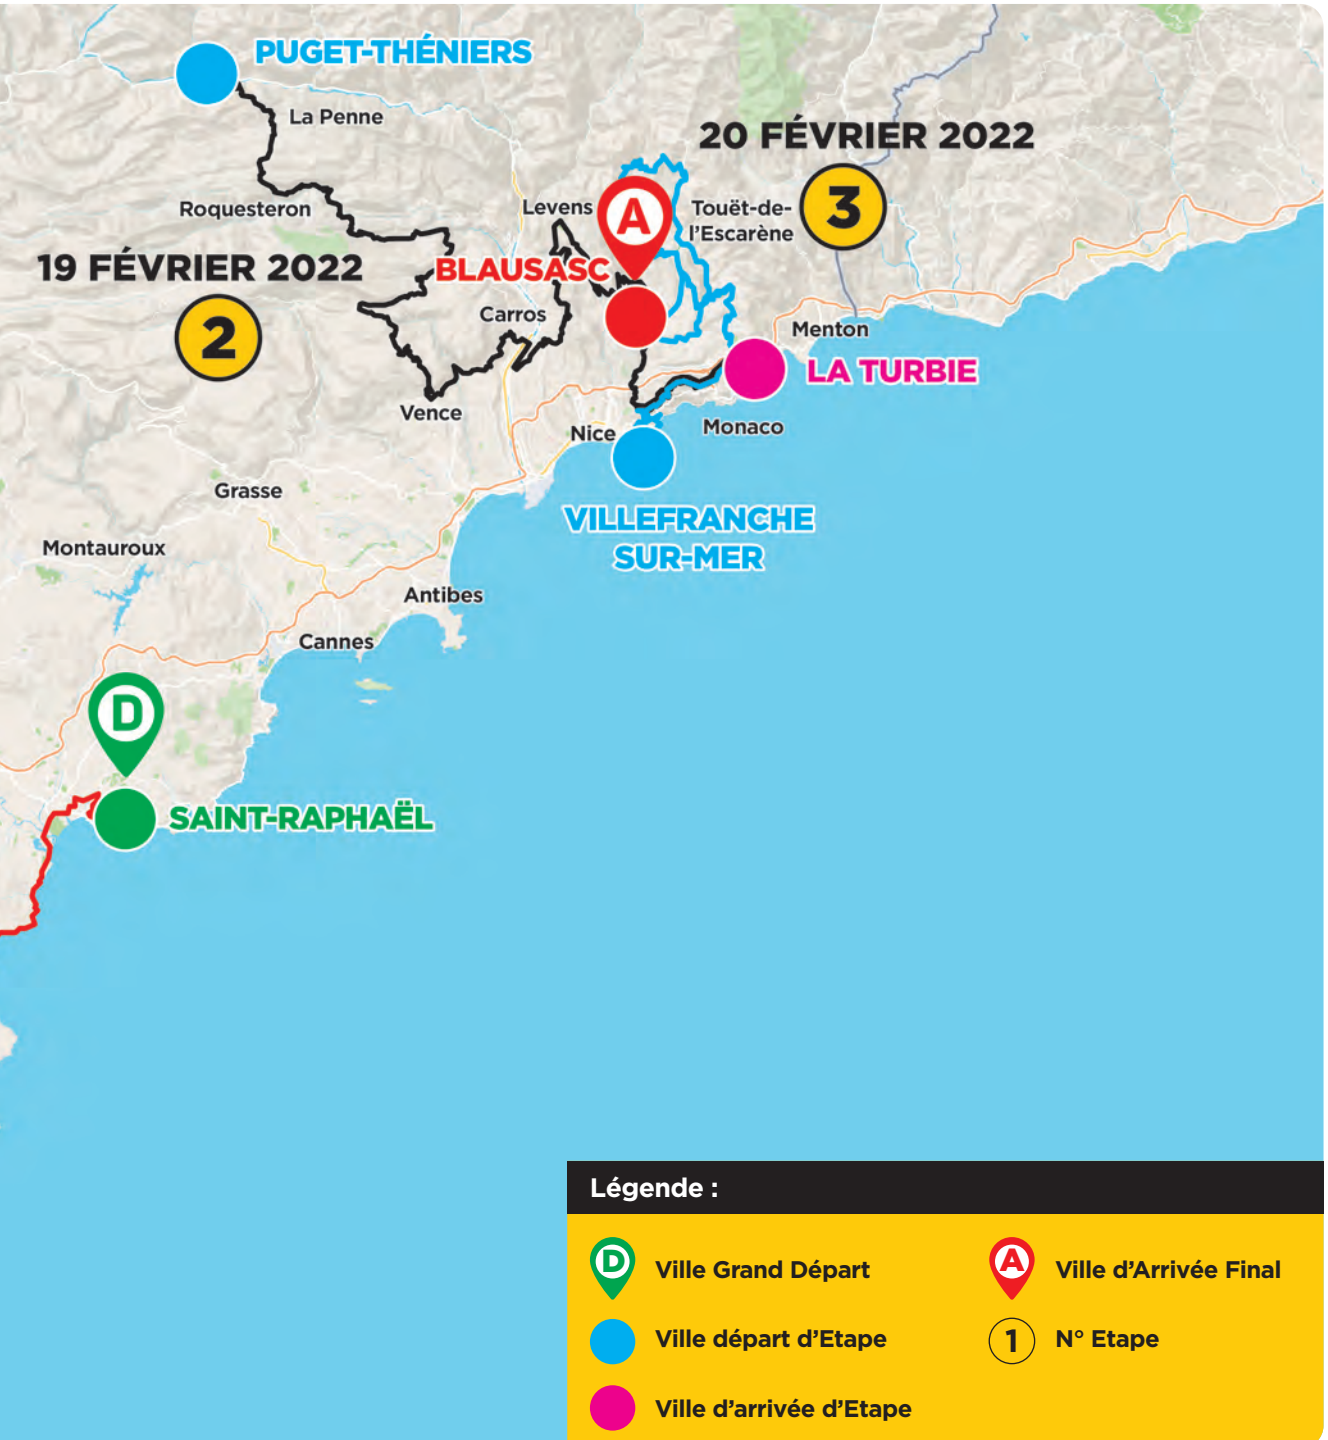 PUGET-THÉNIERS
La Penne
20 FÉVRIER 2022
3
Roquesteron
Levens
A
Touët-de-
l'Escarène
19 FÉVRIER 2022
2
BLAUSASC
Carros
Menton
LA TURBIE
Vence
Nice
Monaco
Grasse
VILLEFRANCHE
SUR-MER
Montauroux
Antibes
Cannes
D
SAINT-RAPHAËL
Légende :
D Ville Grand Départ
A Ville d'Arrivée Final
Ville départ d'Etape
1 N° Etape
Ville d'arrivée d'Etape